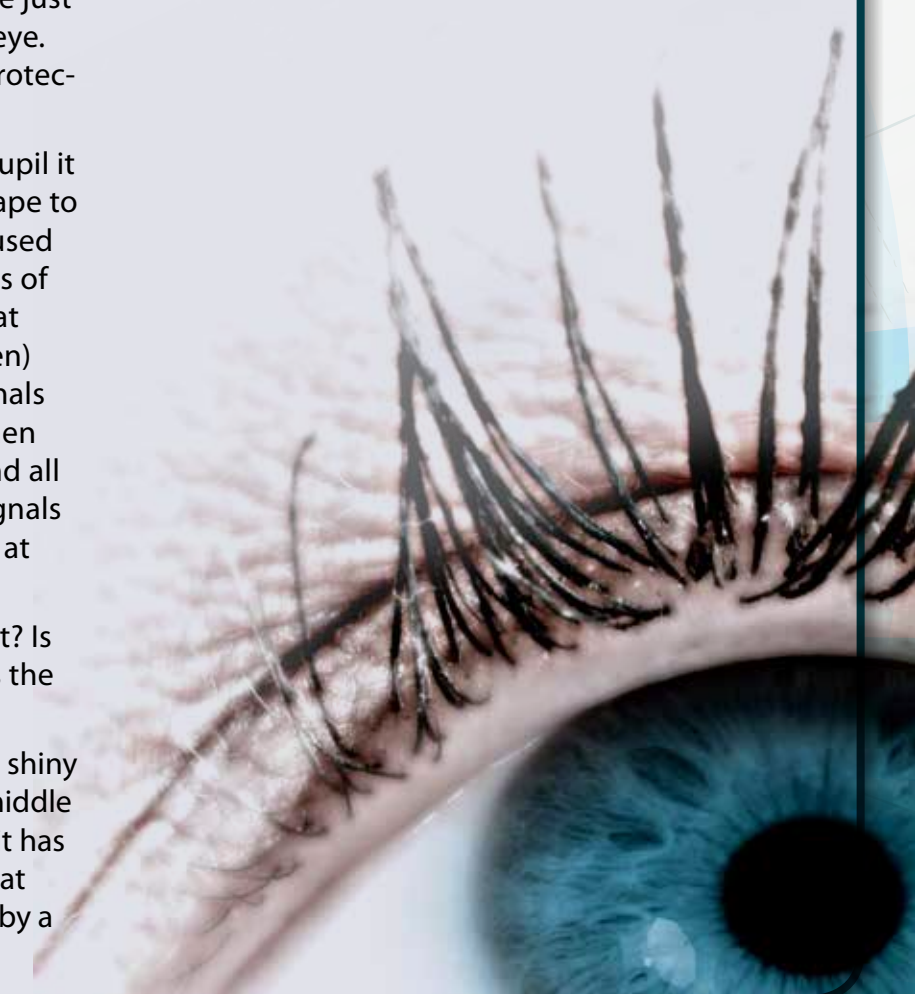 e just
eye.
rotec-
upil it
ape to
used
s of
at
en)
nals
en
nd all
gnals
at
t? Is
the
shiny
niddle
t has
at
by a